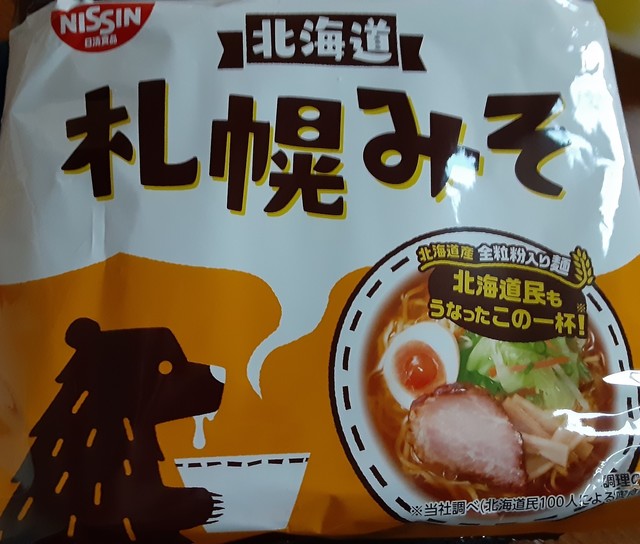 NISSIN
日清食品
北海道
札幌みそ
北海道産 全粒粉入り麺
北海道民も
うなったこの一杯!※
調理の
※当社調べ(北海道民100人による